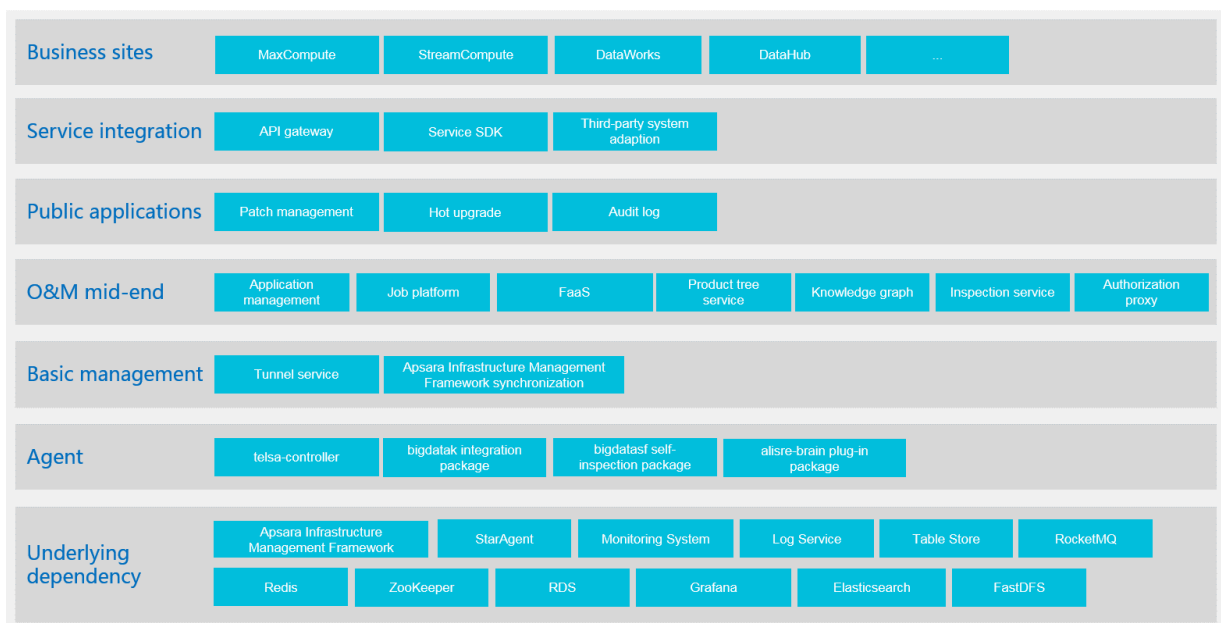 Business sites
MaxCompute
StreamCompute
DataWorks
DataHub
...
Service integration
API gateway
Service SDK
Third-party system
adaption
Public applications
Patch management
Hot upgrade
Audit log
O&M mid-end
Application
management
Job platform
FaaS
Product tree
service
Knowledge graph
Inspection service
Authorization
proxy
Basic management
Tunnel service
Apsara Infrastructure Management
Framework synchronization
Agent
telsa-controller
bigdatak integration
package
bigdatasf self-
inspection package
alisre-brain plug-in
package
Underlying
dependency
Apsara Infrastructure
Management Framework
StarAgent
Monitoring System
Log Service
Table Store
RocketMQ
Redis
ZooKeeper
RDS
Grafana
Elasticsearch
FastDFS